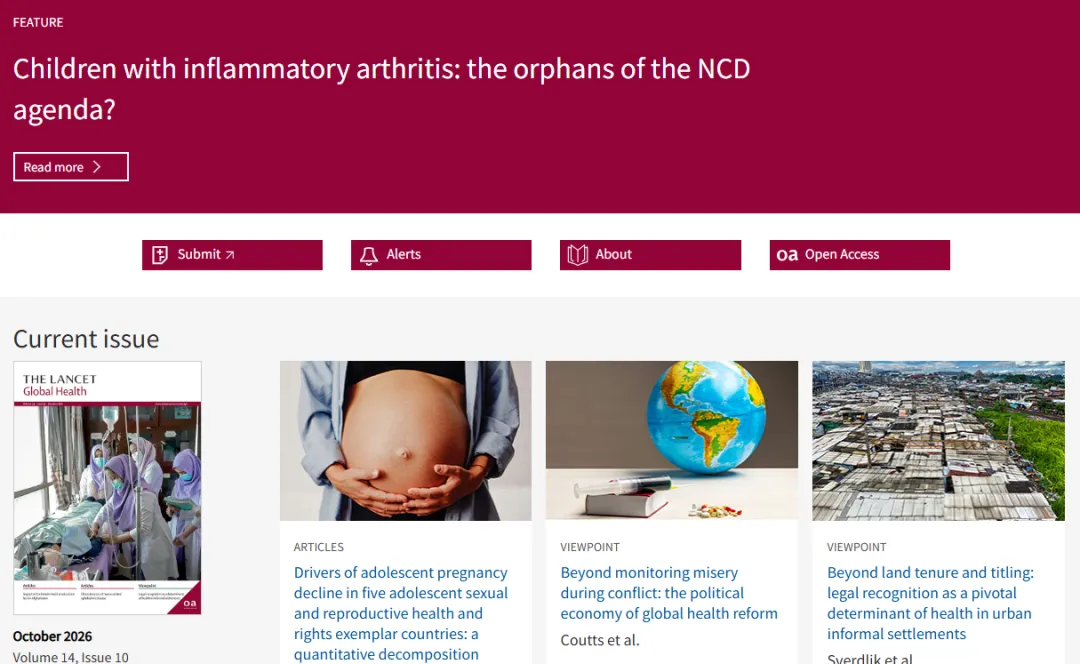 FEATURE
Children with inflammatory arthritis: the orphans of the NCD
agenda?
Read more
Submit
Alerts
About
oa Open Access
Current issue
THE LANCET
Global Health
Articles
Articles
Viewpoint
oa
October 2026
Volume 14, Issue 10
ARTICLES
Drivers of adolescent pregnancy
decline in five adolescent sexual
and reproductive health and
rights exemplar countries: a
quantitative decomposition
VIEWPOINT
Beyond monitoring misery
during conflict: the political
economy of global health reform
Coutts et al.
VIEWPOINT
Beyond land tenure and titling:
legal recognition as a pivotal
determinant of health in urban
informal settlements
Sverdlik et al.